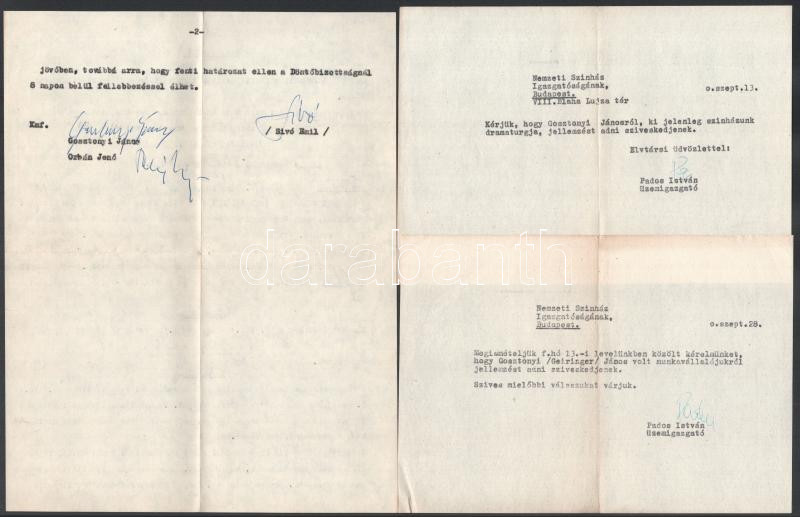 -2-
jövőben, továbbá arra, hogy fenti határozat ellen a Döntőbizottságnál
8 napon belül fellebbezéssel élhet.
Kmf.
Gosztonyi János
Orbán Jenő
Sivó
/ Sivó Emil /
Nemzeti Szinház
Igazgatóságának,
Budapest.
VIII.Blaha Lujza tér
o.szept.13.
Kérjük, hogy Gosztonyi Jánosról, ki jelenleg szinházunk
dramaturgja, jellemzést adni sziveskedjenek.
Elvtársi üdvözlettel:
Pados István
üzemigazgató
Nemzeti Szinház
Igazgatóságának,
Budapest.
o.szept.28.
Megismételjük f.hó 13.-i levelünkben közölt kérelmünket,
hogy Gosztonyi /Geiringer/ János volt munkavállalójukról
jellemzést adni sziveskedjenek.
Szives mielőbbi válaszukat várjuk.
Pados István
üzemigazgató
darabanth